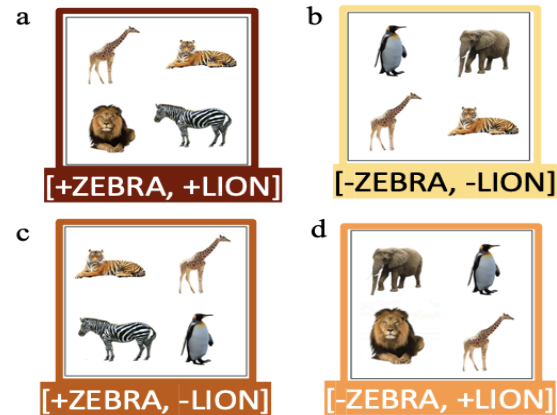 a
[+ZEBRA, +LION]
b
[-ZEBRA, -LION]
c
[+ZEBRA, -LION]
d
[-ZEBRA, +LION]